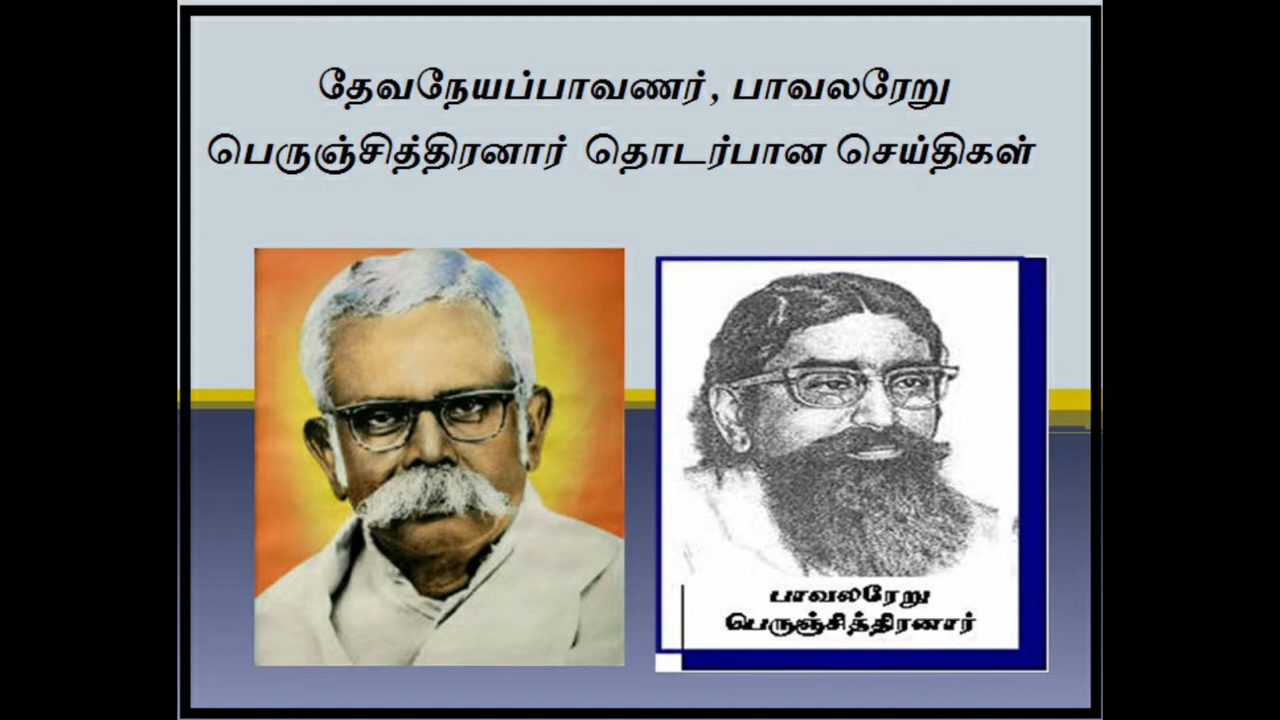 தேவநேயப்பாவணர், பாவலரேறு
பெருஞ்சித்திரனார் தொடர்பான செய்திகள்
பாவலரேறு
பெருஞ்சித்திரனார்